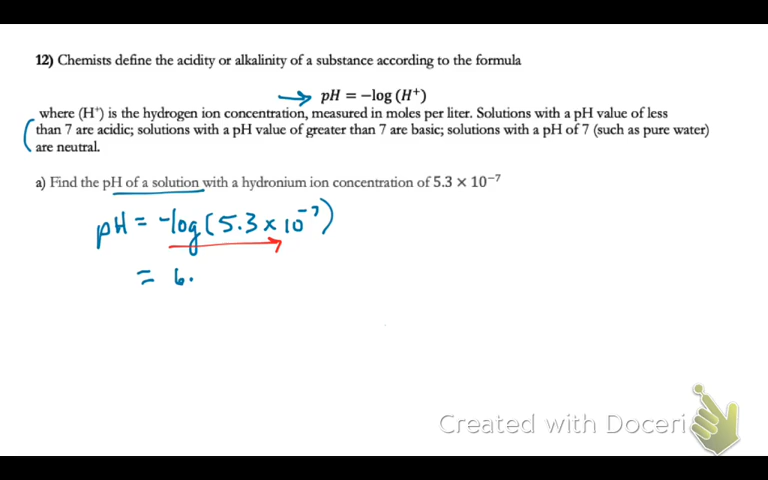 12) Chemists define the acidity or alkalinity of a substance according to the formula
pH = −log (H⁺)
where (H⁺) is the hydrogen ion concentration, measured in moles per liter. Solutions with a pH value of less
than 7 are acidic; solutions with a pH value of greater than 7 are basic; solutions with a pH of 7 (such as pure water)
are neutral.
a) Find the pH of a solution with a hydronium ion concentration of 5.3 × 10⁻⁷
pH = -log(5.3 × 10⁻⁷)
= 6.
Created with Doceri